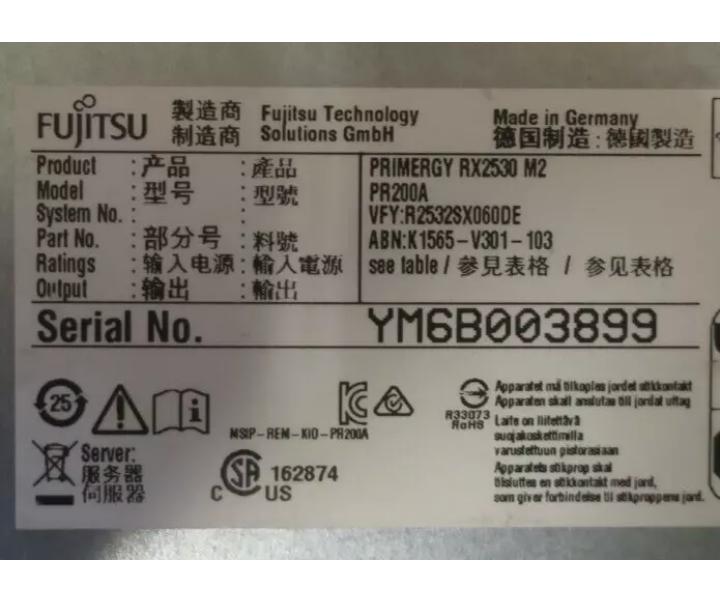 FUJITSU 製造商 Fujitsu Technology Made in Germany
制造商 Solutions GmbH 德国制造 : 德國製造
Product : 产品 : 產品 PRIMERGY RX2530 M2
Model : 型号 : 型號 PR200A
System No. : : VFY:R2532SX060DE
Part No. : 部分号 : 料號 ABN:K1565-V301-103
Ratings : 输入电源 : 輸入電源 see table / 參見表格 / 参见表格
Output : 输出 : 輸出
Serial No. YM6B003899
25
MSIP-REM-KIO-PR200A
R33073
RoHS
Apparatet må tilkoples jordet stikkontakt
Apparaten skall anslutas till jordat uttag
Laite on liitettävä
suojakoskettimilla
varustettuun pistorasiaan
Apparatets stikprop skal
tilsluttes en stikkontakt med jord,
som giver forbindelse til stikproppens jord.
Server:
服务器
伺服器
C SA US 162874